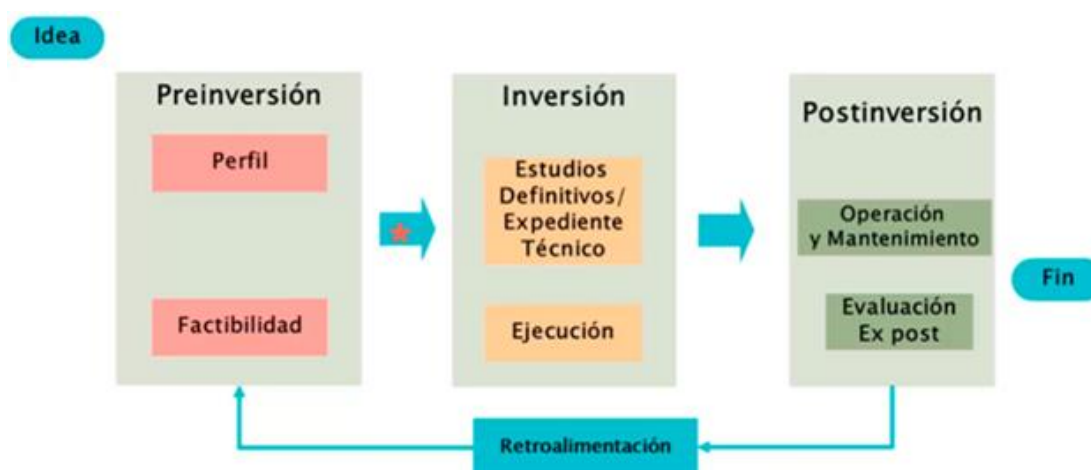 Idea
Preinversión
Perfil
Factibilidad
Inversión
Estudios
Definitivos/
Expediente
Técnico
Ejecución
Postinversión
Operación
y Mantenimiento
Evaluación
Ex post
Fin
Retroalimentación